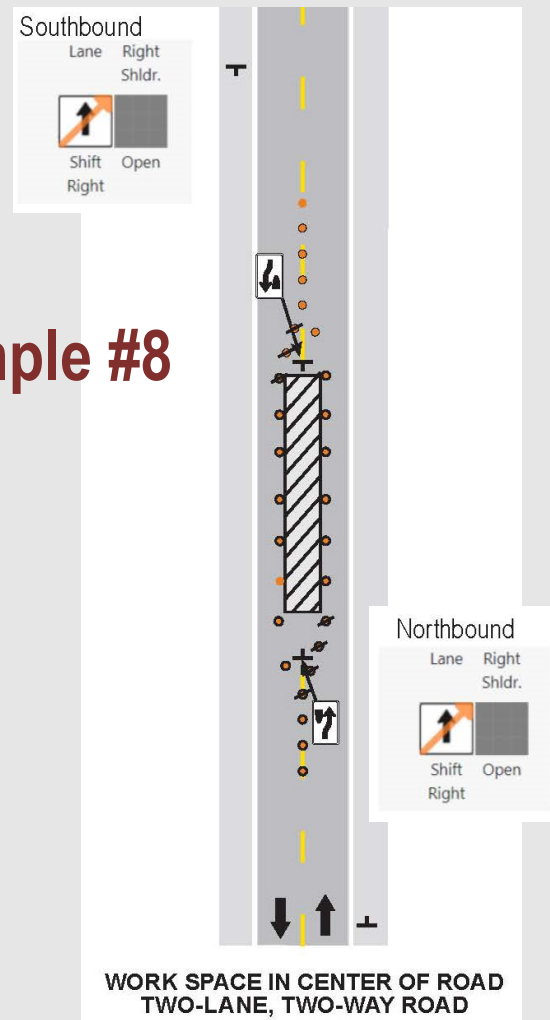 Southbound
Lane Right
Shldr.
Shift Open
Right
#8
Northbound
Lane Right
Shldr.
Shift Open
Right
WORK SPACE IN CENTER OF ROAD
TWO-LANE, TWO-WAY ROAD